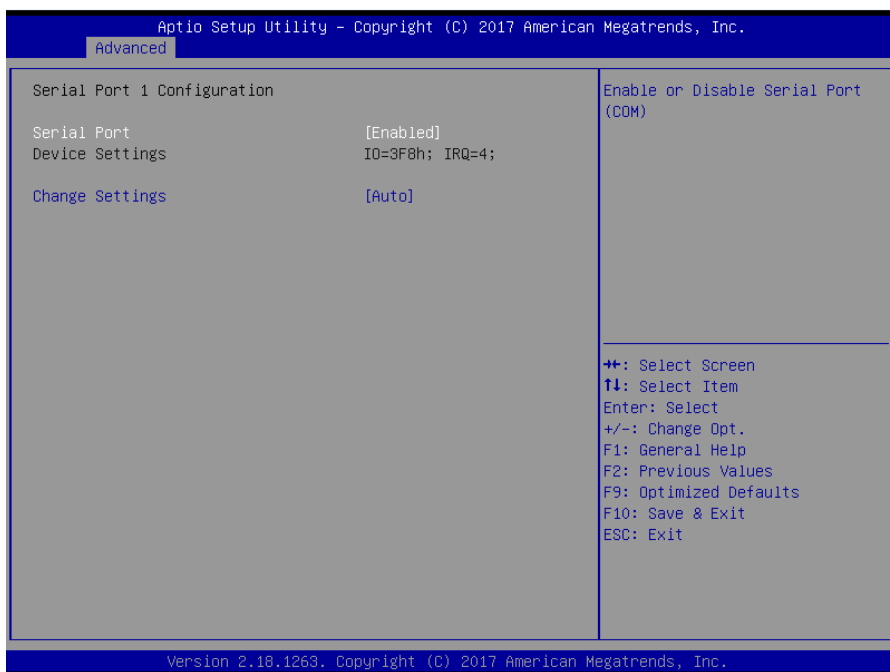 Aptio Setup Utility – Copyright (C) 2017 American Megatrends, Inc.
Advanced
Serial Port 1 Configuration
Serial Port [Enabled]
Device Settings IO=3F8h; IRQ=4;
Change Settings [Auto]
Enable or Disable Serial Port
(COM)
→←: Select Screen
↑↓: Select Item
Enter: Select
+/-: Change Opt.
F1: General Help
F2: Previous Values
F9: Optimized Defaults
F10: Save & Exit
ESC: Exit
Version 2.18.1263. Copyright (C) 2017 American Megatrends, Inc.